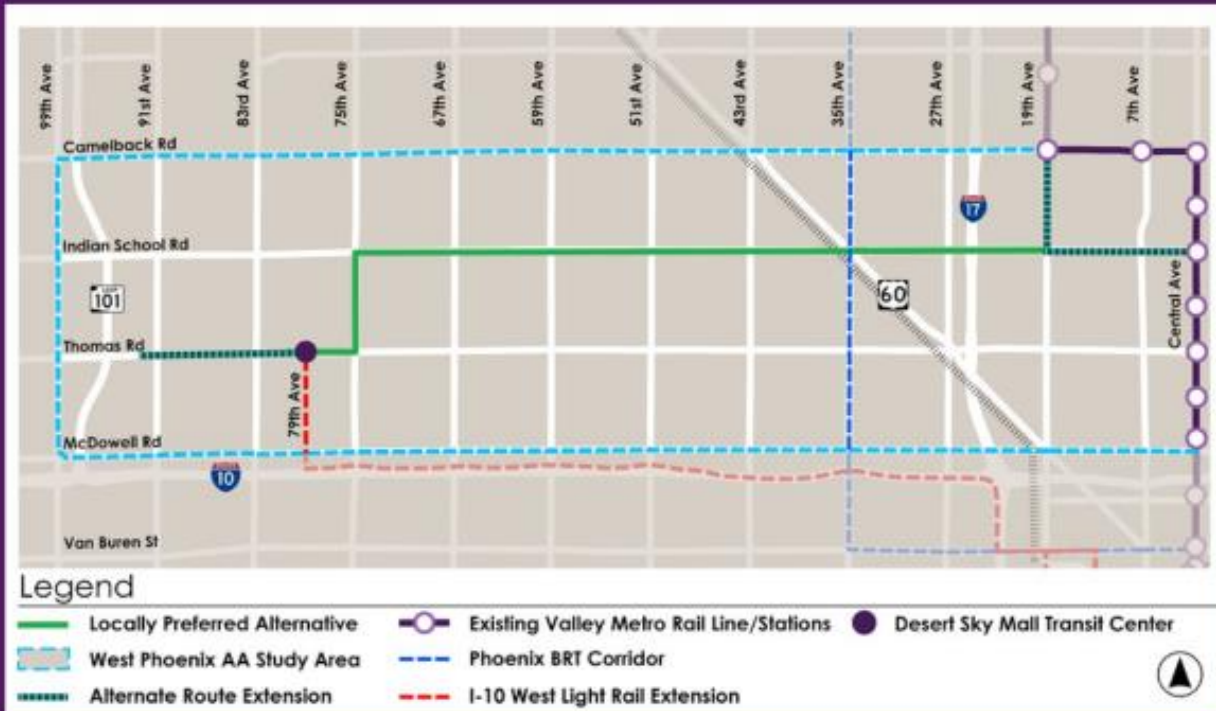 99th Ave
91st Ave
83rd Ave
75th Ave
67th Ave
59th Ave
51st Ave
43rd Ave
35th Ave
27th Ave
19th Ave
7th Ave
Camelback Rd
17
Indian School Rd
101
60
Central Ave
Thomas Rd
79th Ave
McDowell Rd
10
Van Buren St
Legend
Locally Preferred Alternative
Existing Valley Metro Rail Line/Stations
Desert Sky Mall Transit Center
West Phoenix AA Study Area
Phoenix BRT Corridor
Alternate Route Extension
I-10 West Light Rail Extension